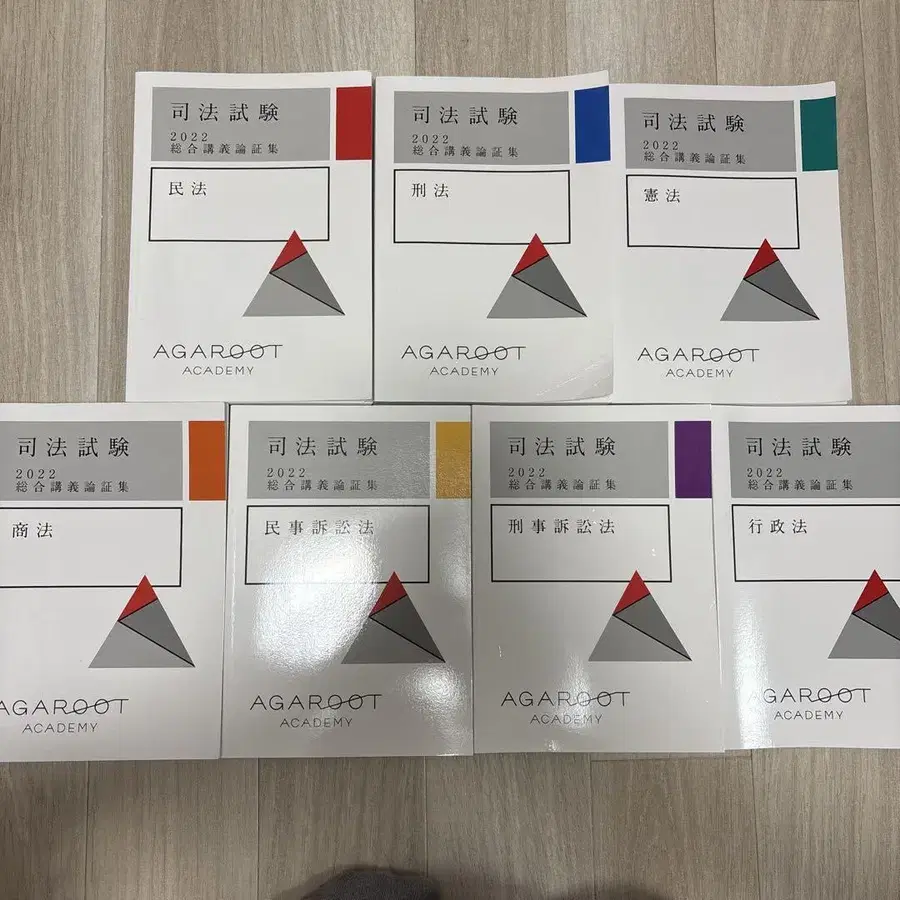 司法試験
2022
総合講義論証集
民法
AGAROOT
ACADEMY
司法試験
2022
総合講義論証集
刑法
AGAROOT
ACADEMY
司法試験
2022
総合講義論証集
憲法
AGAROOT
ACADEMY
司法試験
2022
総合講義論証集
商法
AGAROOT
ACADEMY
司法試験
2022
総合講義論証集
民事訴訟法
AGAROOT
ACADEMY
司法試験
2022
総合講義論証集
刑事訴訟法
AGAROOT
ACADEMY
司法試験
2022
総合講義論証集
行政法
AGAROOT
ACADEMY